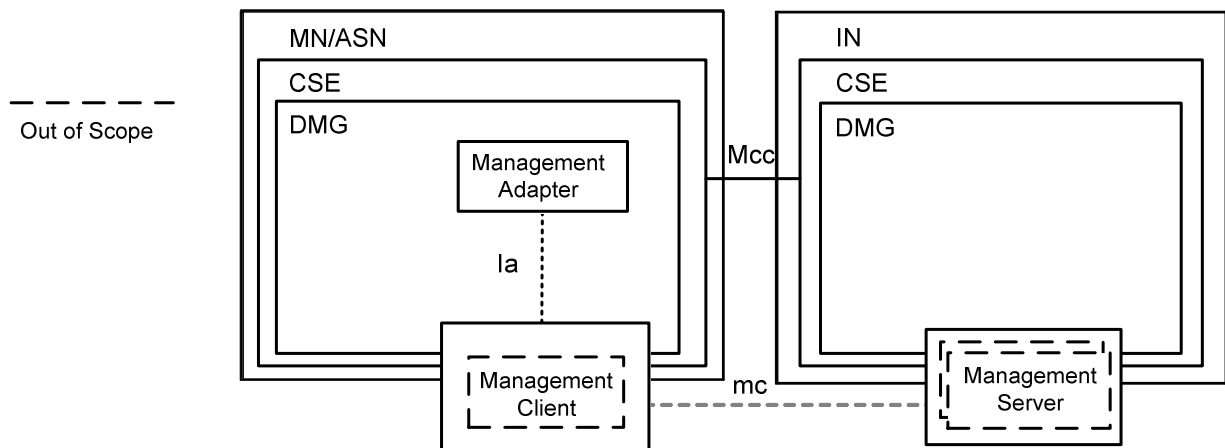 MN/ASN
CSE
DMG
Management
Adapter
Ia
Management
Client
Out of Scope
Mcc
mc
IN
CSE
DMG
Management
Server